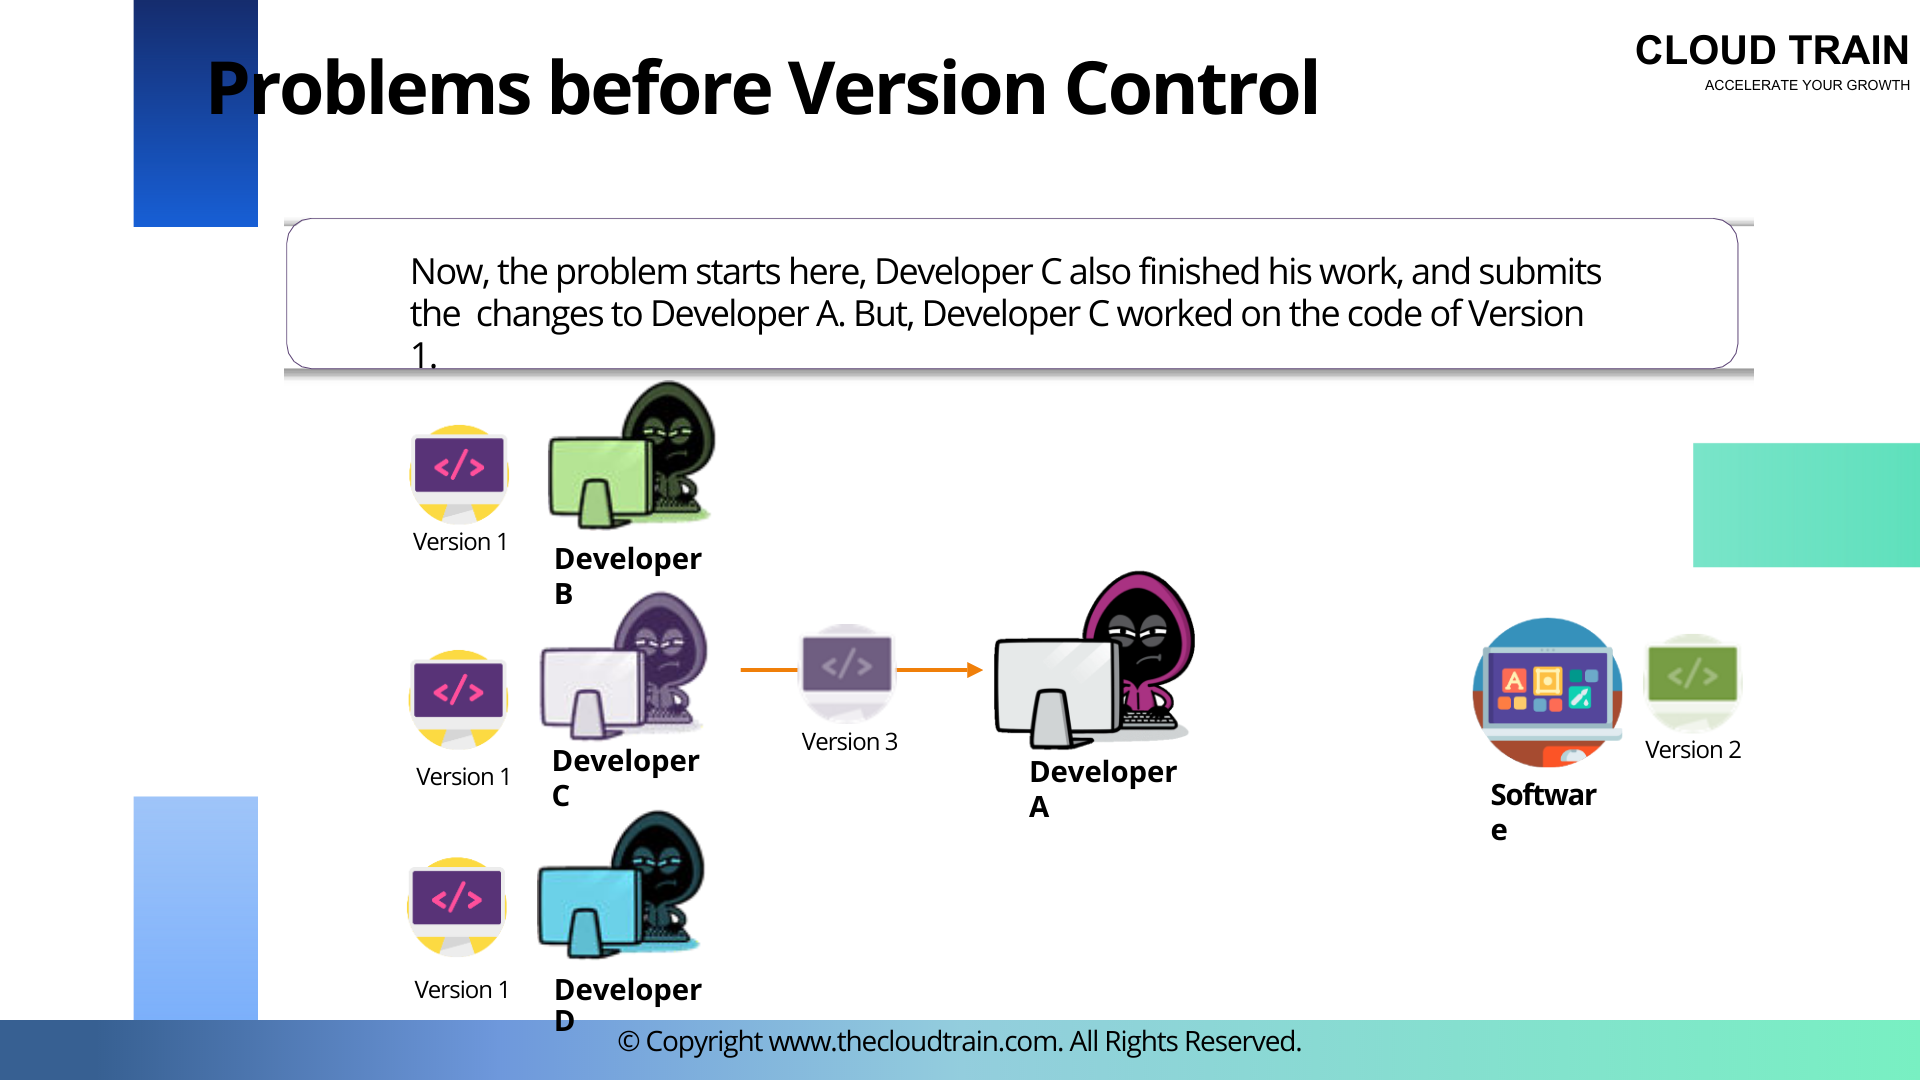 Problems before Version Control
CLOUD TRAIN
ACCELERATE YOUR GROWTH
Now, the problem starts here, Developer C also finished his work, and submits
the  changes to Developer A. But, Developer C worked on the code of Version
1.
</>
Version 1
Developer
B
</>
Version 1
Developer
C
</>
Version 3
Developer
A
A
Software
</>
Version 2
</>
Version 1
Developer
D
© Copyright www.thecloudtrain.com. All Rights Reserved.